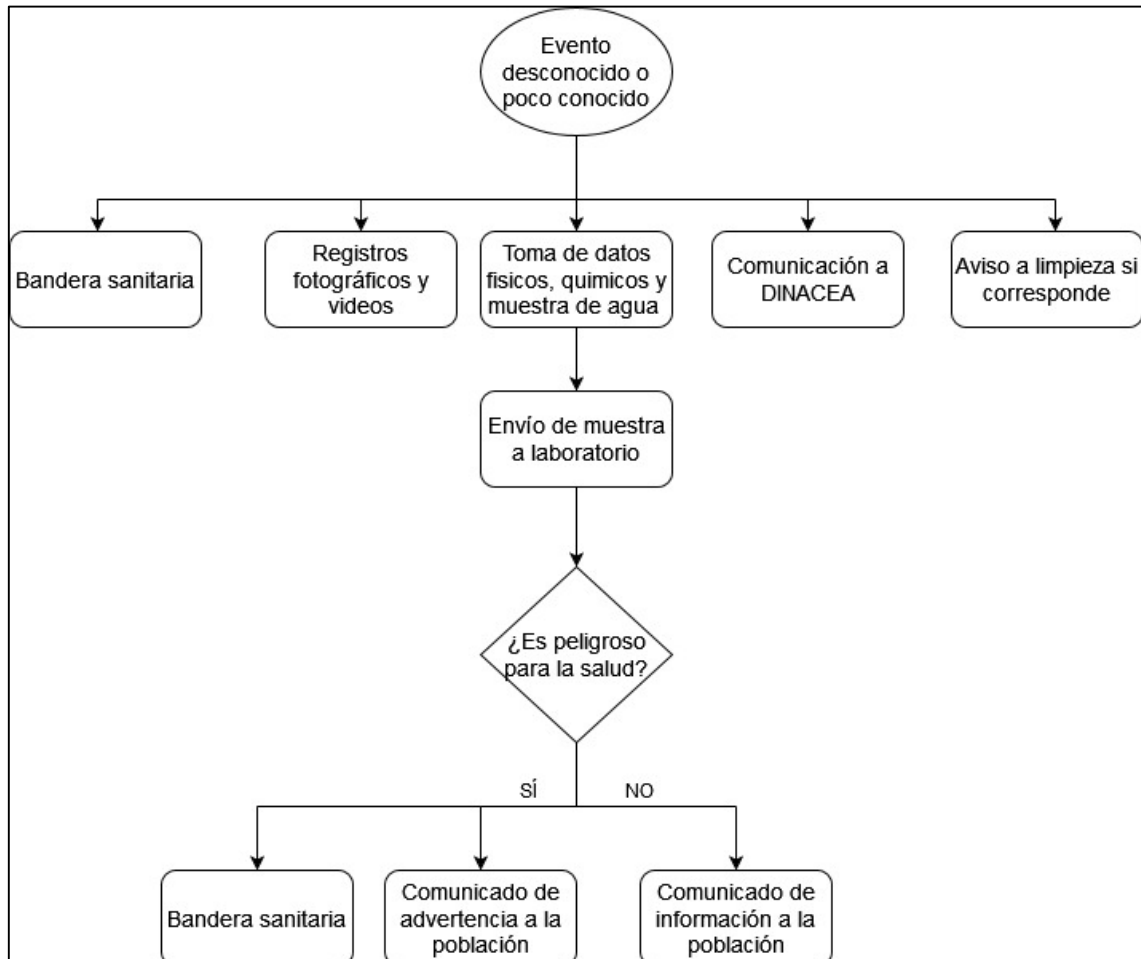 Evento
desconocido o
poco conocido
Bandera sanitaria
Registros
fotográficos y
videos
Toma de datos
fisicos, quimicos y
muestra de agua
Comunicación a
DINACEA
Aviso a limpieza si
corresponde
Envío de muestra
a laboratorio
¿Es peligroso
para la salud?
SÍ
NO
Bandera sanitaria
Comunicado de
advertencia a la
población
Comunicado de
información a la
población